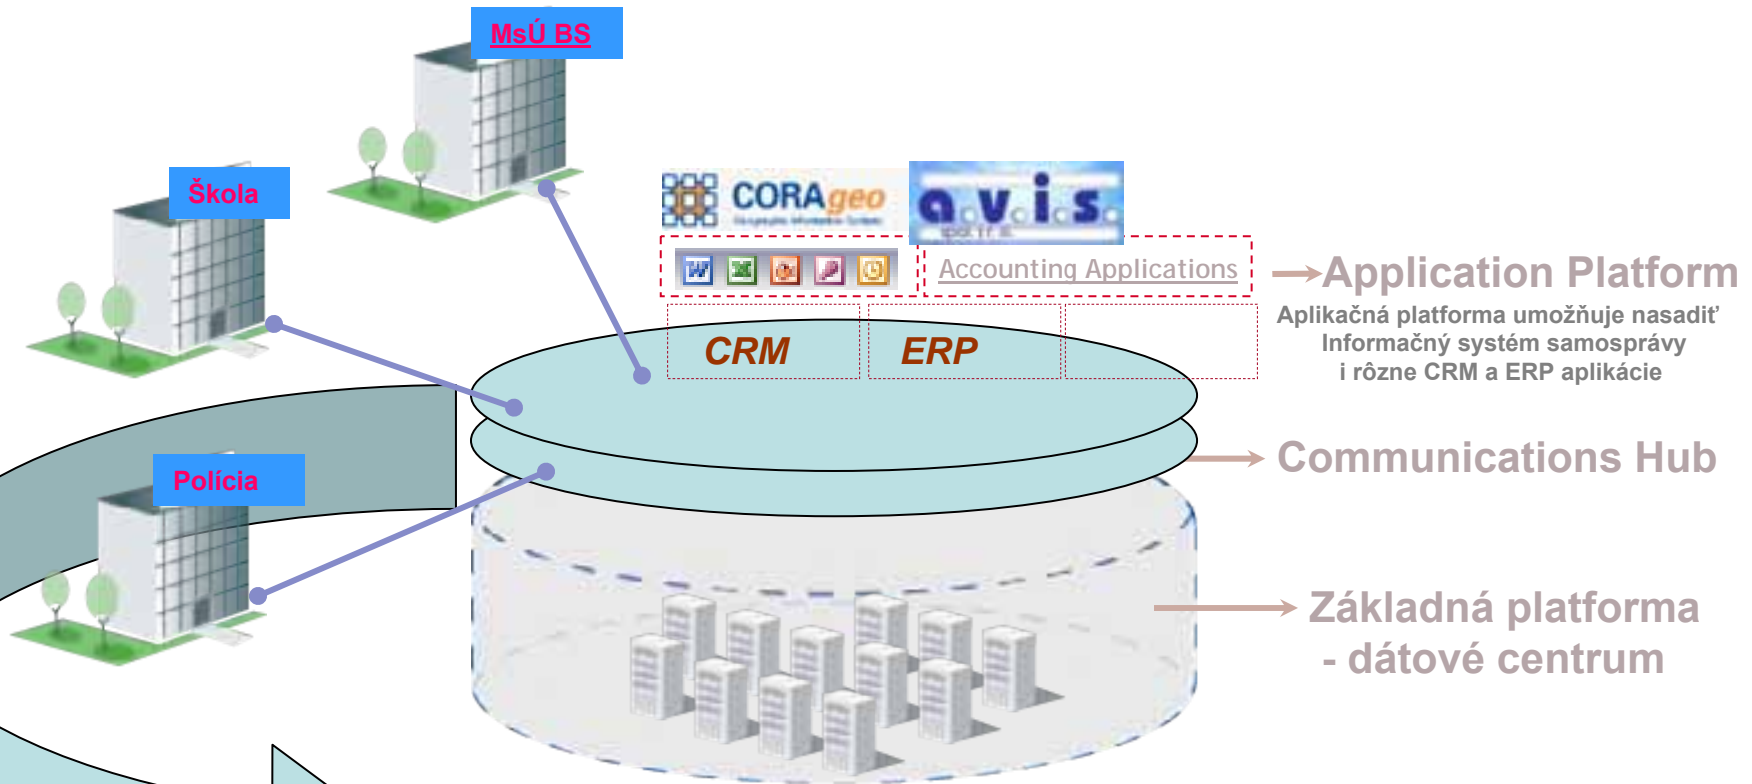 MsÚ BS
Škola
CORAgeo
a.v.i.s.
spol. s r. o.
Accounting Applications
Application Platform
Aplikačná platforma umožňuje nasadiť
Informačný systém samosprávy
i rôzne CRM a ERP aplikácie
CRM
ERP
Communications Hub
Polícia
Základná platforma
- dátové centrum